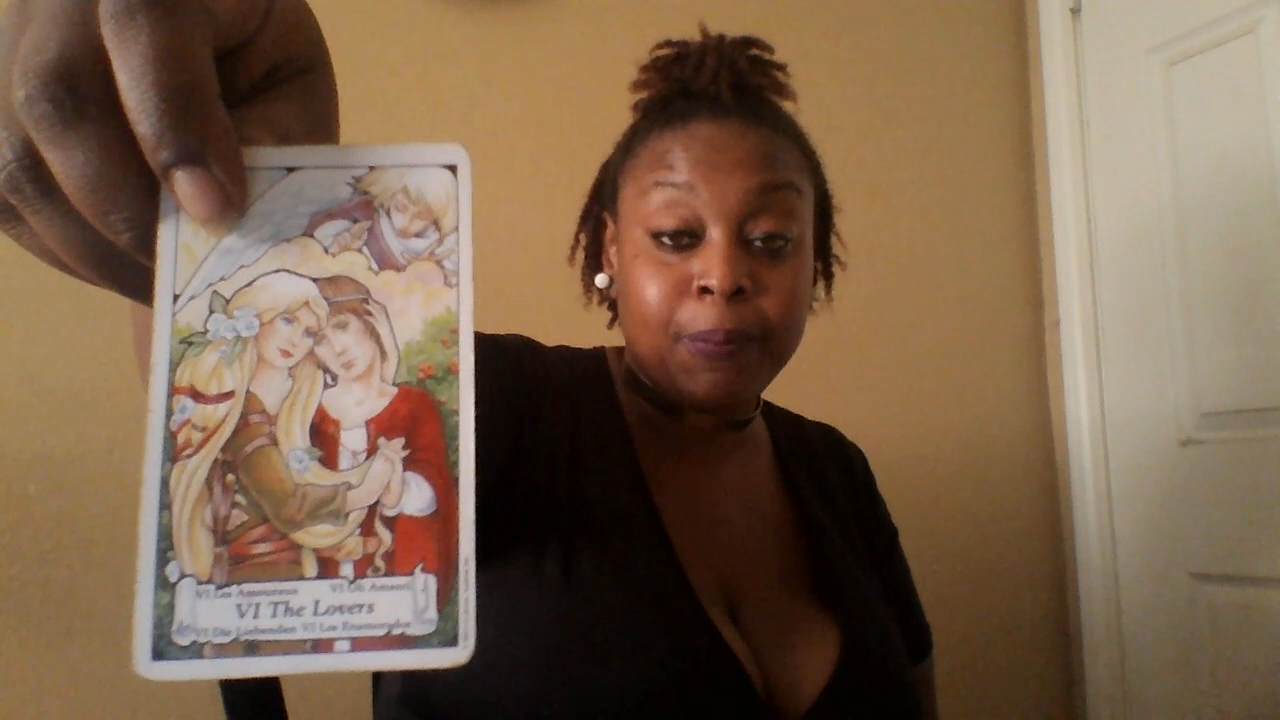 VI Les Amoureux VI Gli Amanti
VI The Lovers
VI Die Liebenden VI Los Enamorados